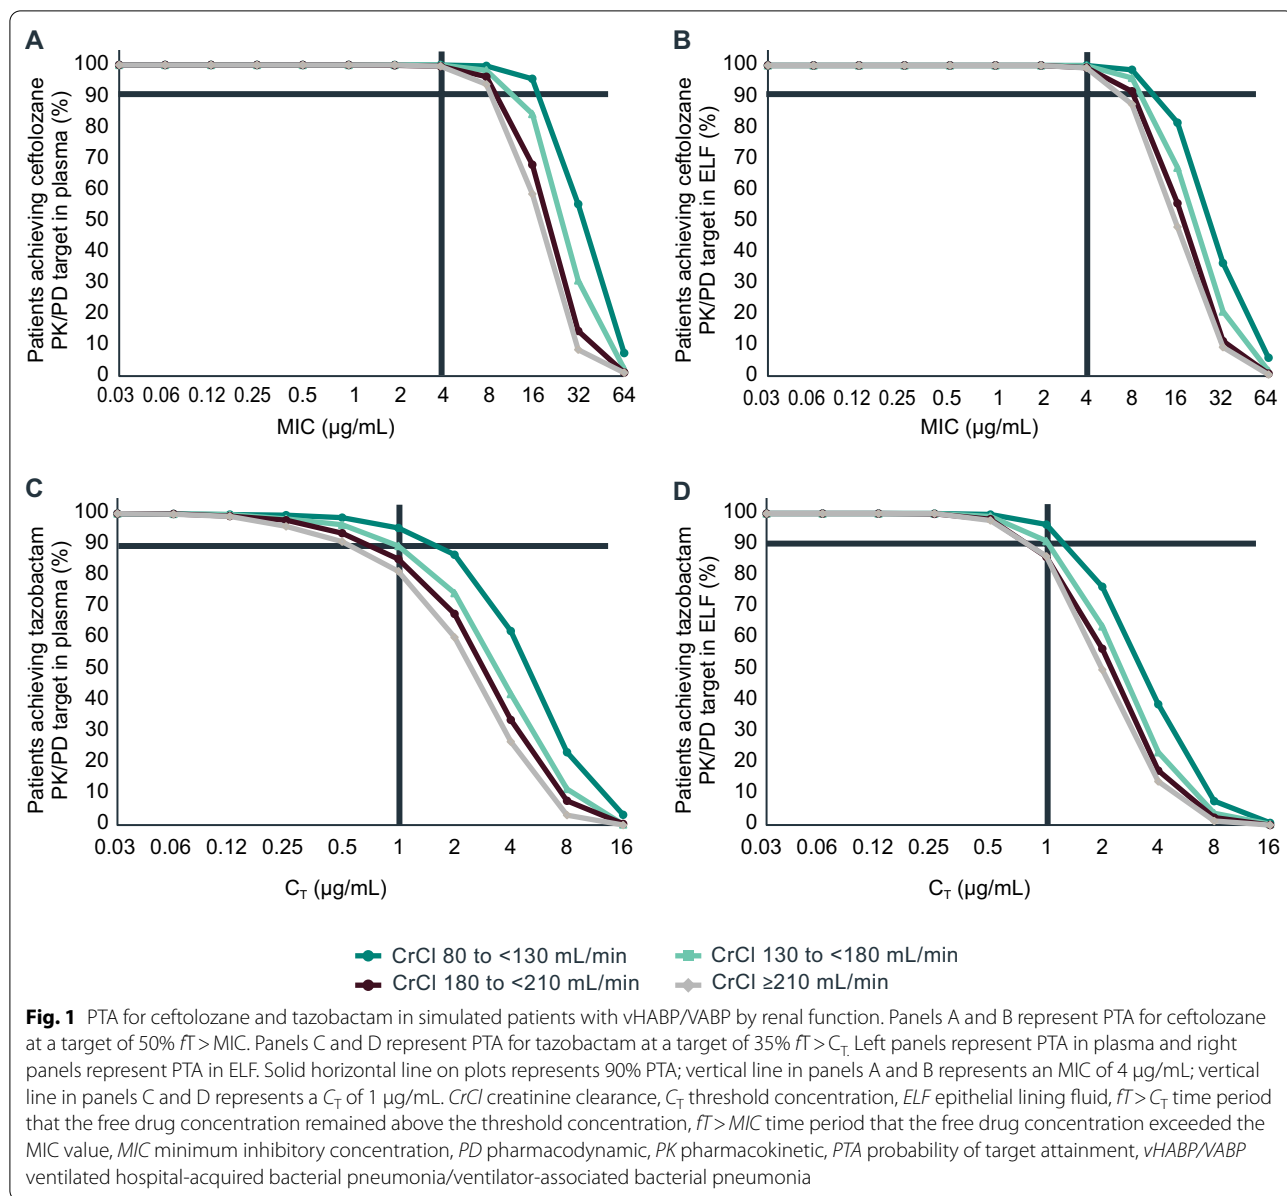 A
Patients achieving ceftolozane
PK/PD target in plasma (%)
100
90
80
70
60
50
40
30
20
10
0
0.03 0.06 0.12 0.25 0.5 1 2 4 8 16 32 64
MIC (µg/mL)
B
Patients achieving ceftolozane
PK/PD target in ELF (%)
100
90
80
70
60
50
40
30
20
10
0
0.03 0.06 0.12 0.25 0.5 1 2 4 8 16 32 64
MIC (µg/mL)
C
Patients achieving tazobactam
PK/PD target in plasma (%)
100
90
80
70
60
50
40
30
20
10
0
0.03 0.06 0.12 0.25 0.5 1 2 4 8 16
C_T (µg/mL)
D
Patients achieving tazobactam
PK/PD target in ELF (%)
100
90
80
70
60
50
40
30
20
10
0
0.03 0.06 0.12 0.25 0.5 1 2 4 8 16
C_T (µg/mL)
CrCl 80 to <130 mL/min CrCl 130 to <180 mL/min
CrCl 180 to <210 mL/min CrCl ≥210 mL/min
Fig. 1 PTA for ceftolozane and tazobactam in simulated patients with vHABP/VABP by renal function. Panels A and B represent PTA for ceftolozane
at a target of 50% fT > MIC. Panels C and D represent PTA for tazobactam at a target of 35% fT > C_T. Left panels represent PTA in plasma and right
panels represent PTA in ELF. Solid horizontal line on plots represents 90% PTA; vertical line in panels A and B represents an MIC of 4 µg/mL; vertical
line in panels C and D represents a C_T of 1 µg/mL. CrCl creatinine clearance, C_T threshold concentration, ELF epithelial lining fluid, fT > C_T time period
that the free drug concentration remained above the threshold concentration, fT > MIC time period that the free drug concentration exceeded the
MIC value, MIC minimum inhibitory concentration, PD pharmacodynamic, PK pharmacokinetic, PTA probability of target attainment, vHABP/VABP
ventilated hospital-acquired bacterial pneumonia/ventilator-associated bacterial pneumonia